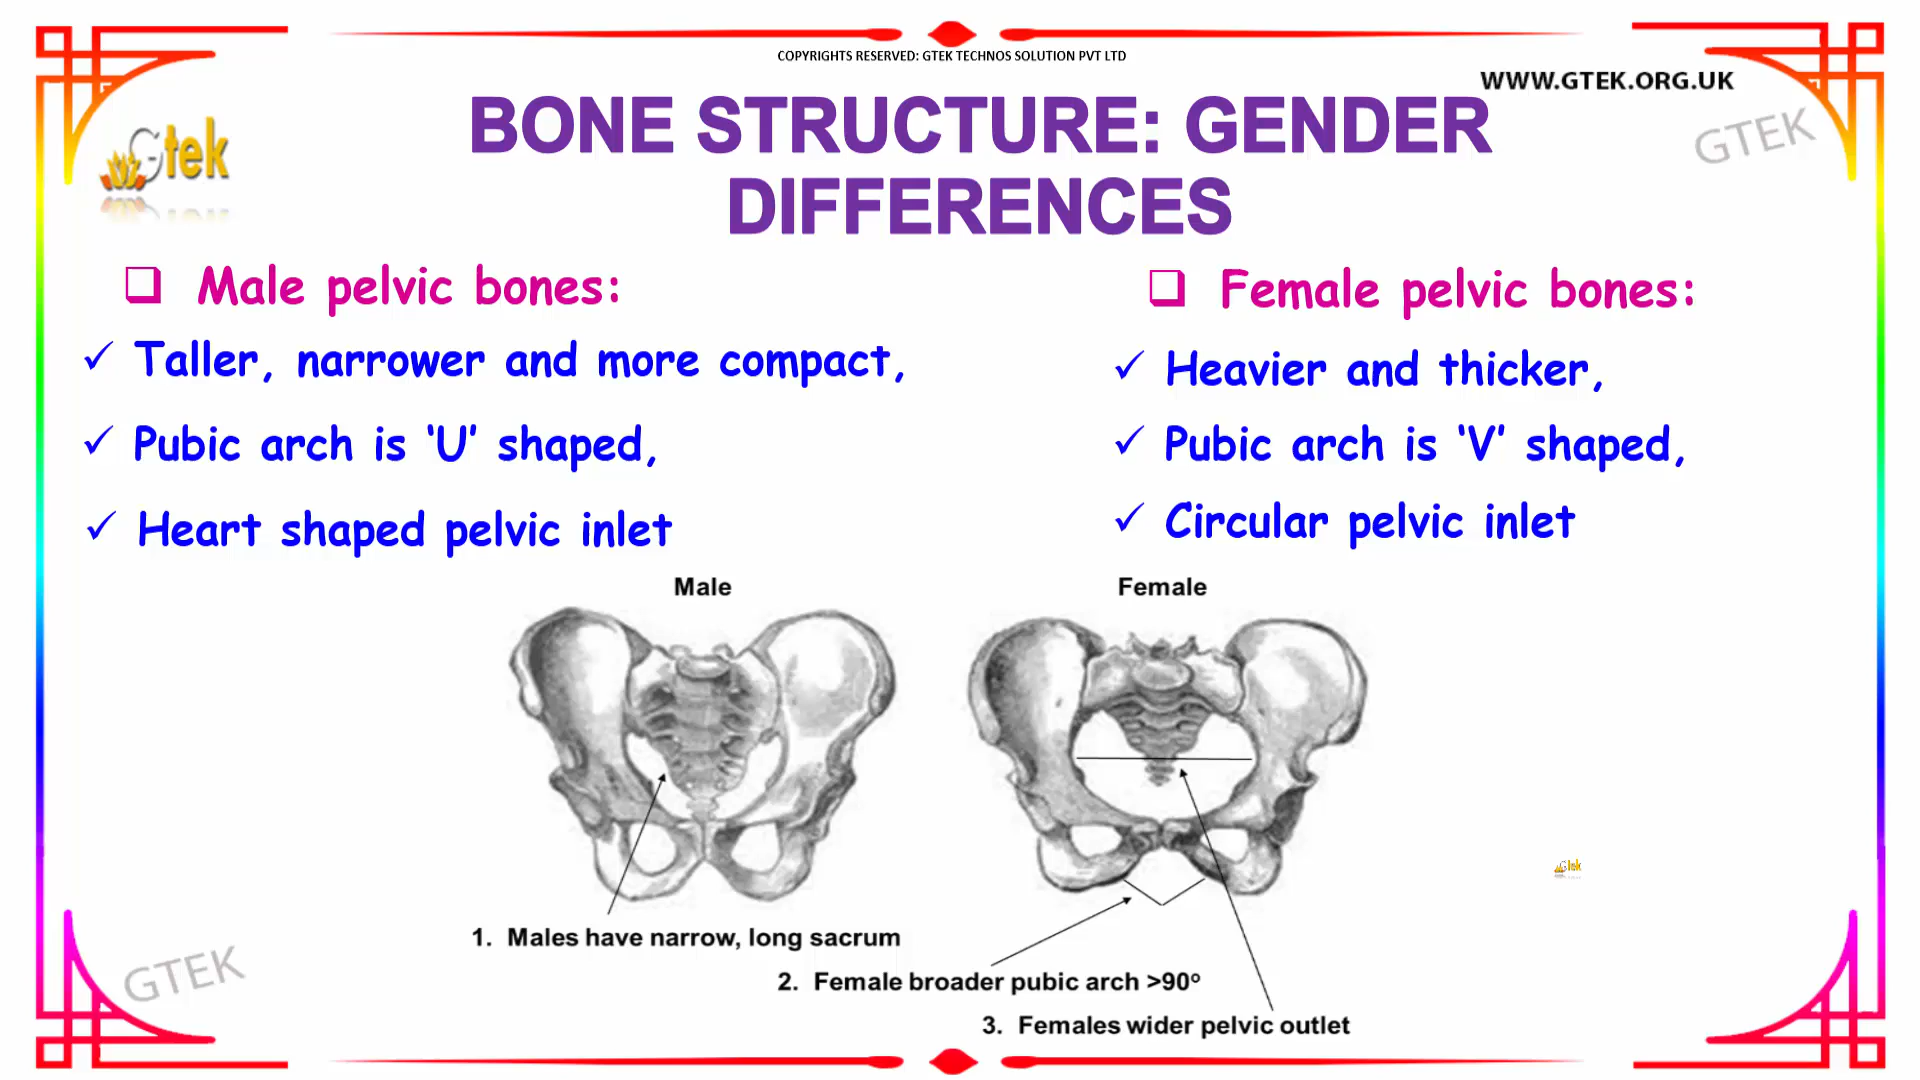 COPYRIGHTS RESERVED: GTEK TECHNOS SOLUTION PVT LTD
WWW.GTEK.ORG.UK
Gtek
GTEK
BONE STRUCTURE: GENDER
DIFFERENCES
❑ Male pelvic bones:
✓ Taller, narrower and more compact,
✓ Pubic arch is ‘U’ shaped,
✓ Heart shaped pelvic inlet
❑ Female pelvic bones:
✓ Heavier and thicker,
✓ Pubic arch is ‘V’ shaped,
✓ Circular pelvic inlet
Male
Female
Gtek
1. Males have narrow, long sacrum
2. Female broader pubic arch >90º
3. Females wider pelvic outlet
GTEK